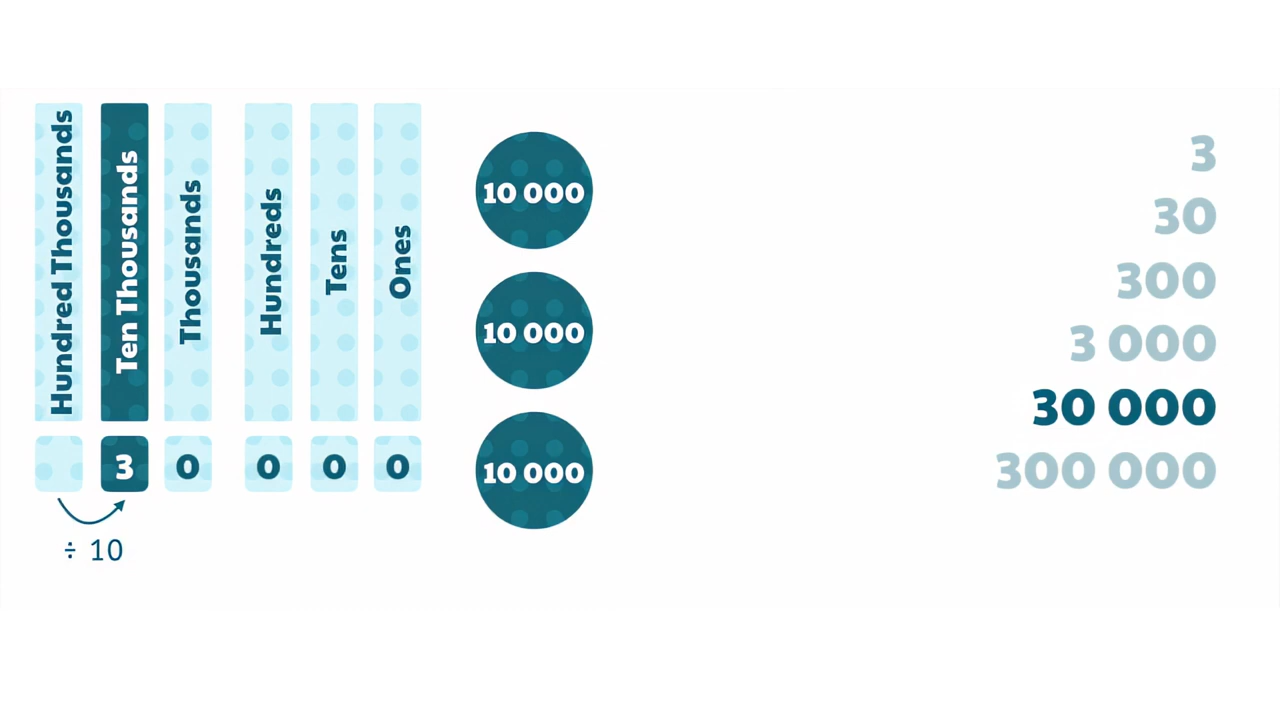 Hundred Thousands
Ten Thousands
Thousands
Hundreds
Tens
Ones
3 0 0 0 0
÷ 10
10 000
10 000
10 000
3
30
300
3 000
30 000
300 000